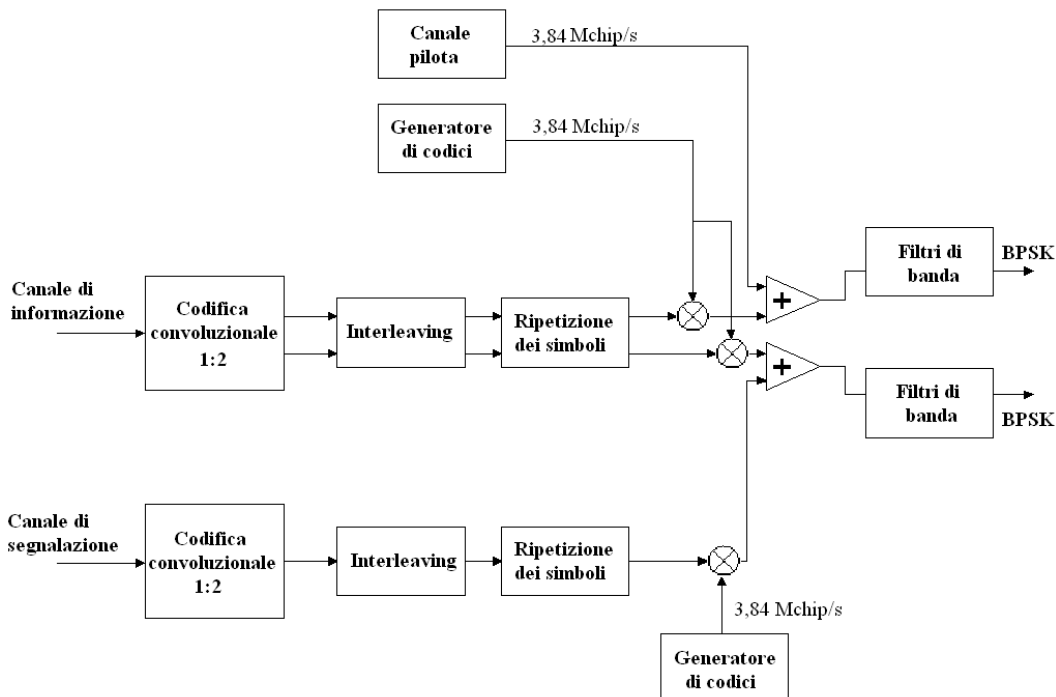 Canale
pilota
3,84 Mchip/s
Generatore
di codici
3,84 Mchip/s
Canale di
informazione
Codifica
convoluzionale
1:2
Interleaving
Ripetizione
dei simboli
+
+
Filtri di
banda
BPSK
Filtri di
banda
BPSK
Canale di
segnalazione
Codifica
convoluzionale
1:2
Interleaving
Ripetizione
dei simboli
3,84 Mchip/s
Generatore
di codici